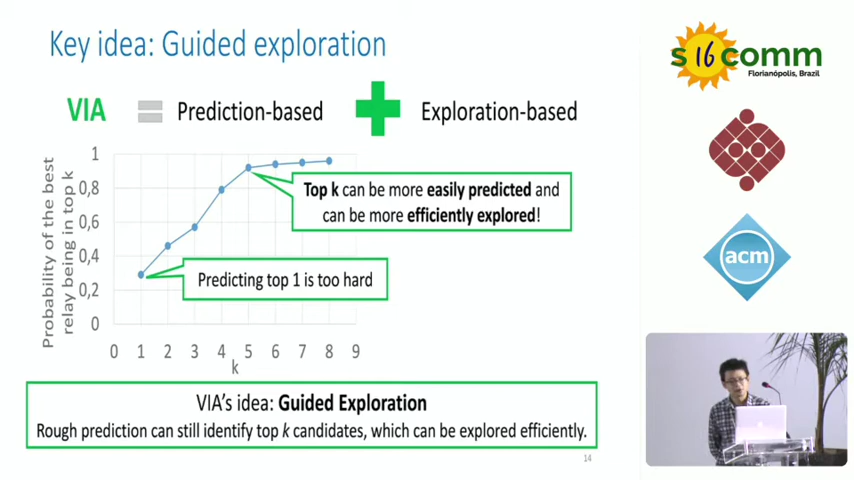 Key idea: Guided exploration
VIA = Prediction-based + Exploration-based
Probability of the best
relay being in top k
1
0,8
0,6
0,4
0,2
0
0 1 2 3 4 5 6 7 8 9
k
Top k can be more easily predicted and
can be more efficiently explored!
Predicting top 1 is too hard
VIA's idea: Guided Exploration
Rough prediction can still identify top k candidates, which can be explored efficiently.
14
s16comm
Florianópolis, Brazil
acm